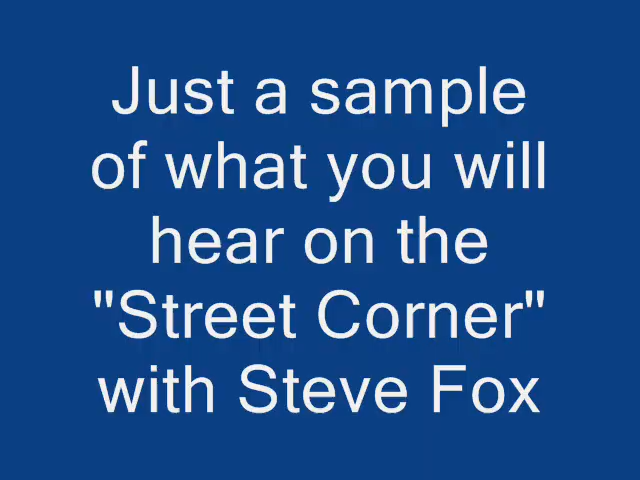 Just a sample
of what you will
hear on the
"Street Corner"
with Steve Fox